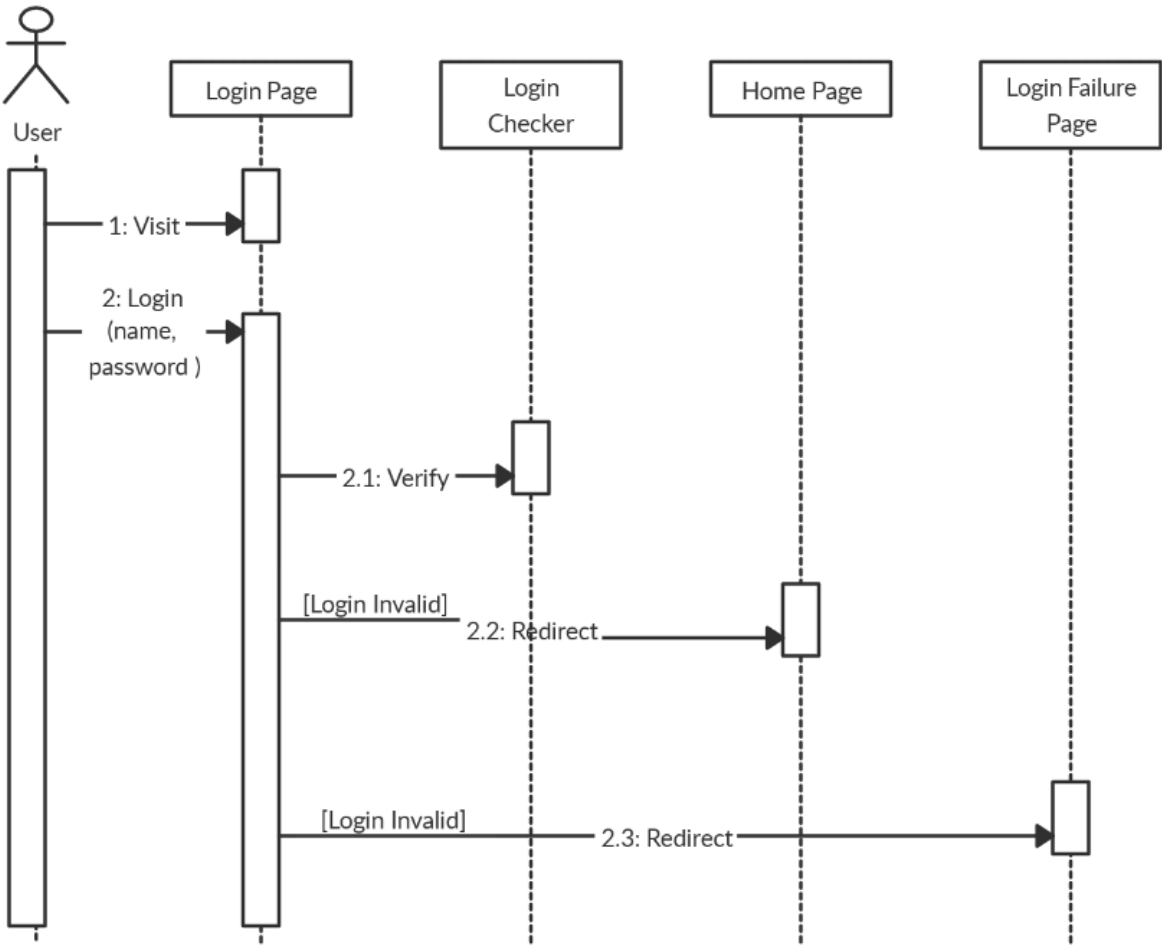 User
Login Page
Login
Checker
Home Page
Login Failure
Page
1: Visit
2: Login
(name,
password )
2.1: Verify
[Login Invalid]
2.2: Redirect
[Login Invalid]
2.3: Redirect